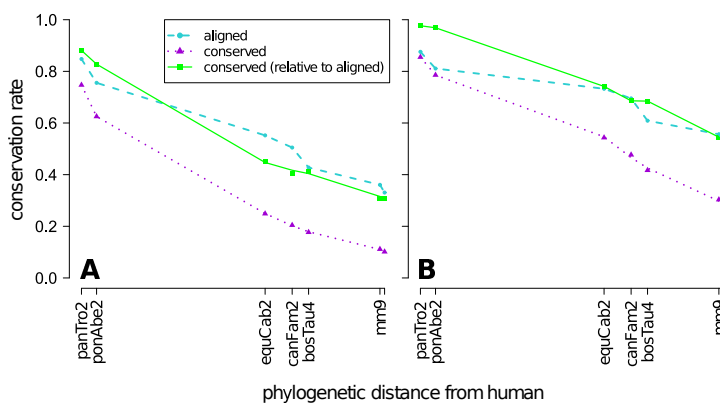 aligned
conserved
conserved (relative to aligned)
conservation rate
1.0
0.8
0.6
0.4
0.2
0.0
A
B
panTro2
ponAbe2
equCab2
canFam2
bosTau4
mm9
panTro2
ponAbe2
equCab2
canFam2
bosTau4
mm9
phylogenetic distance from human